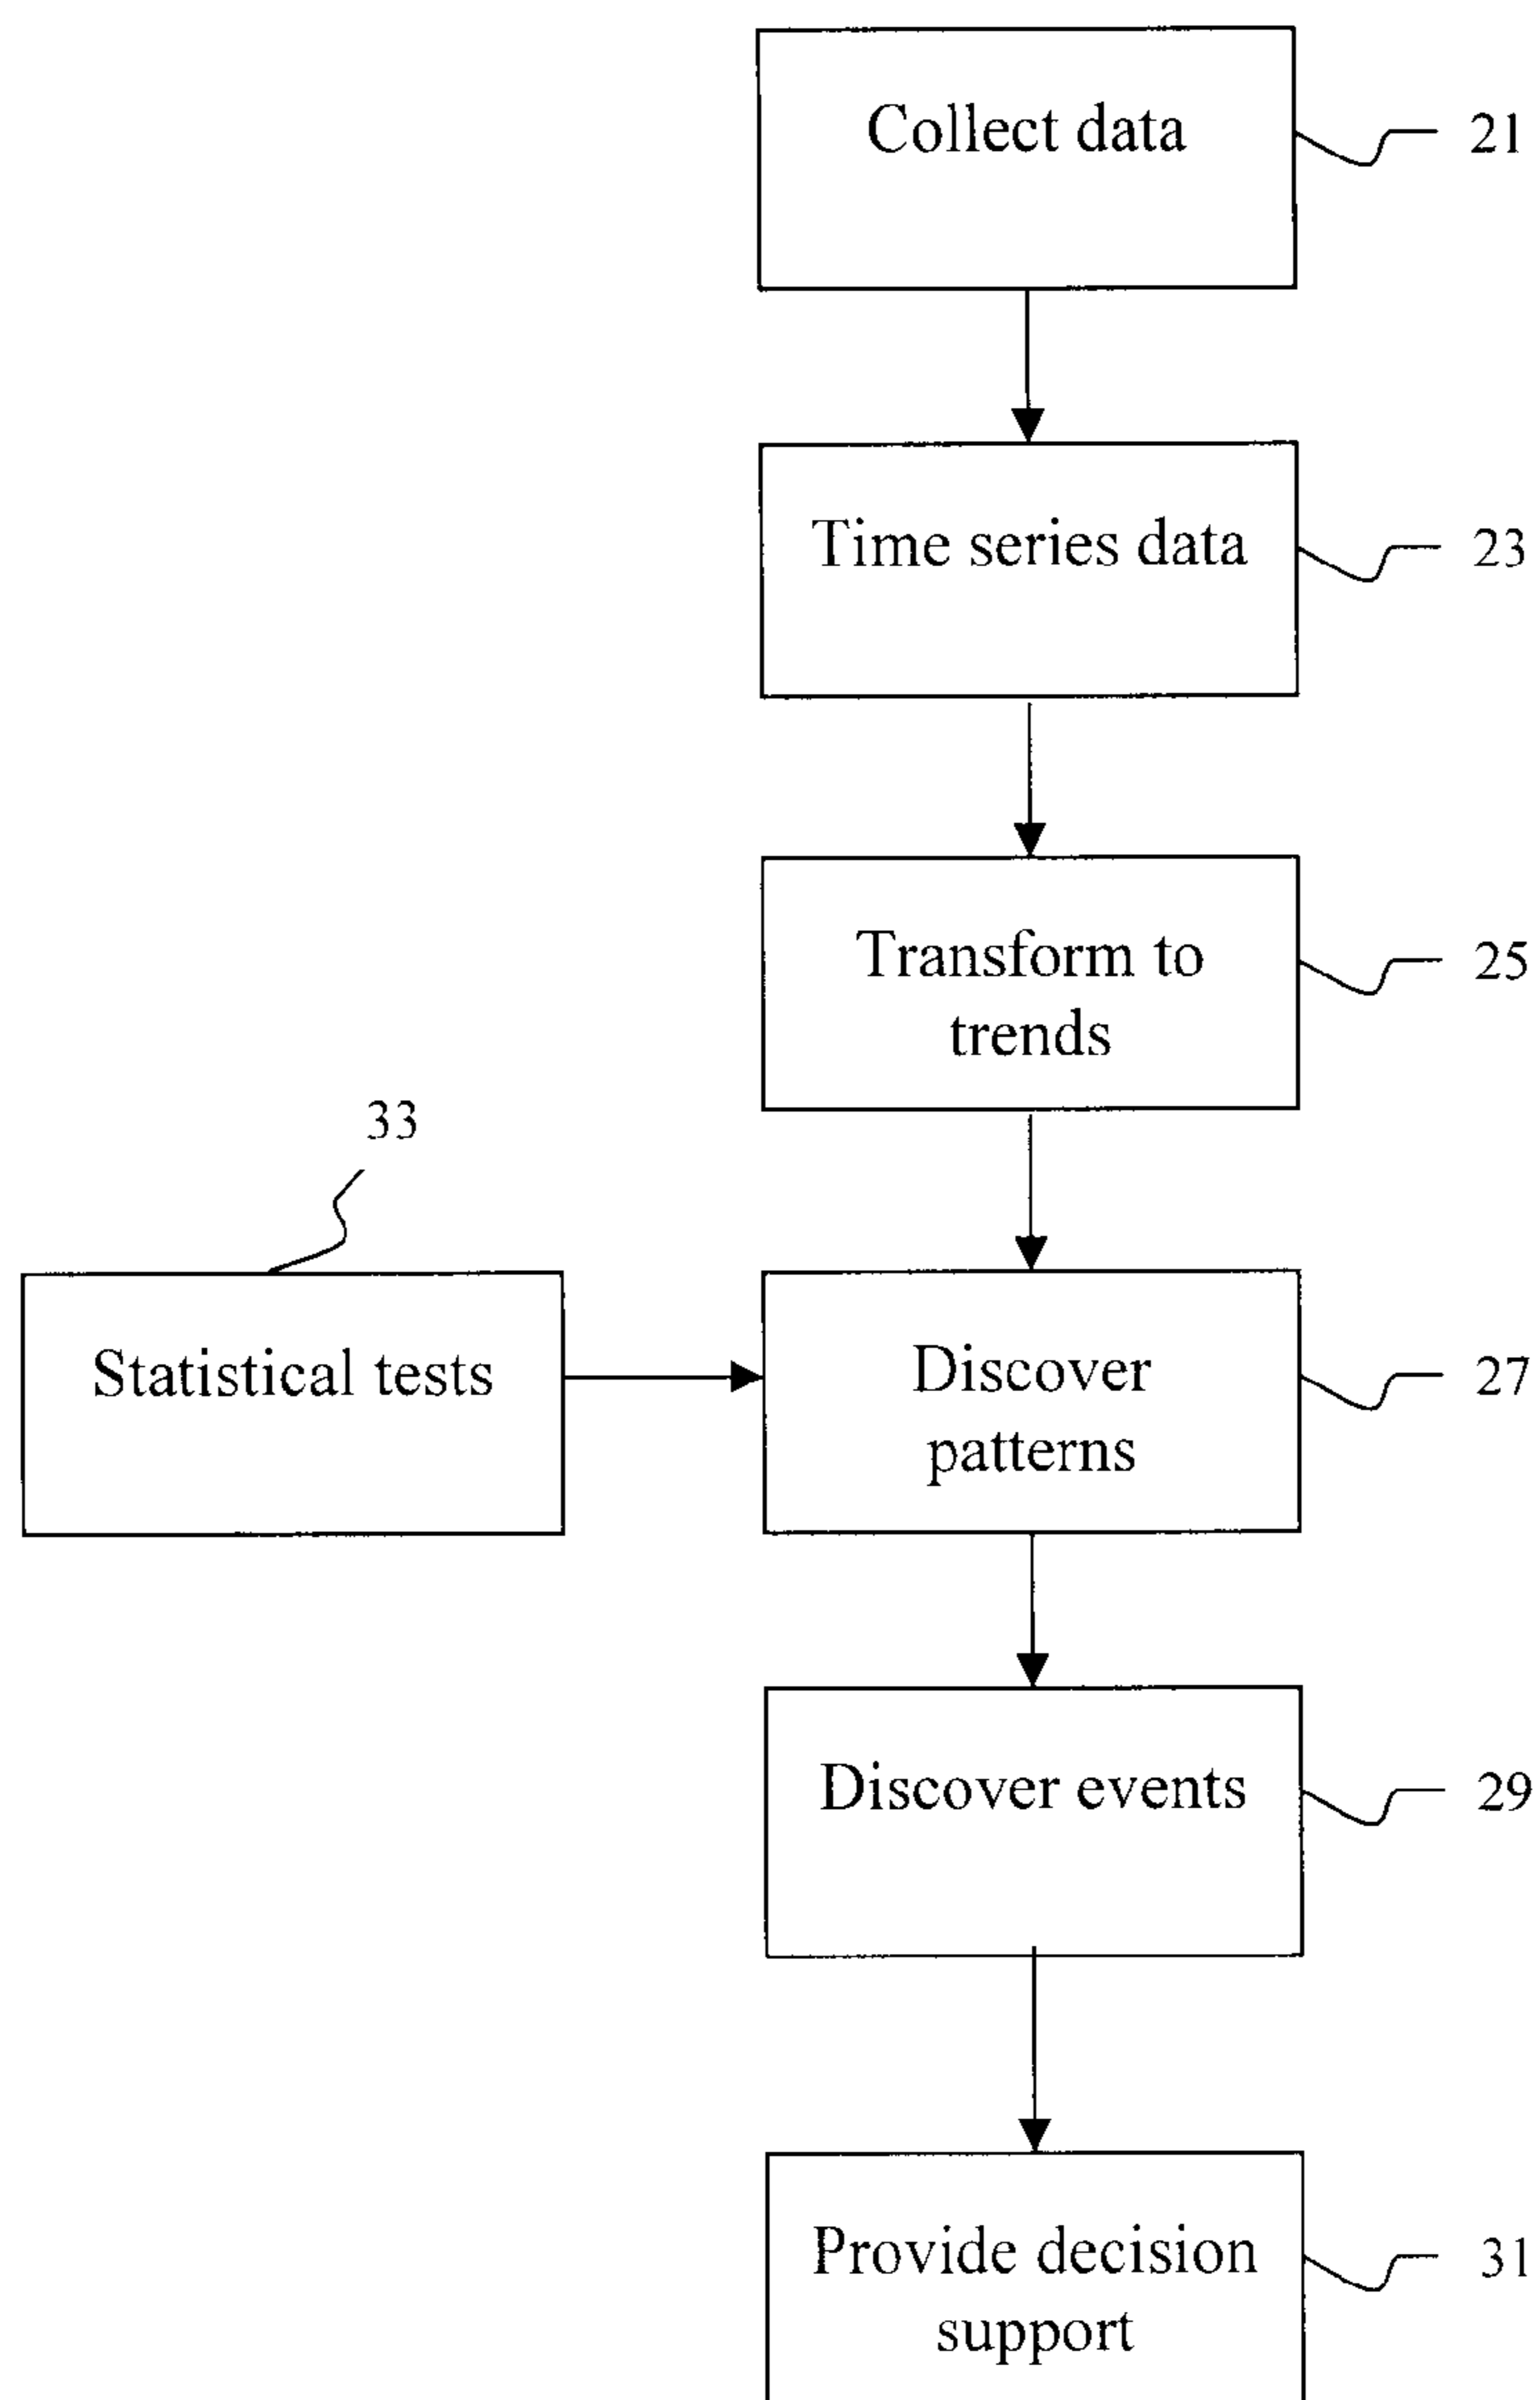 Collect data
21
Time series data
23
Transform to
trends
25
33
Statistical tests
Discover
patterns
27
Discover events
29
Provide decision
support
31